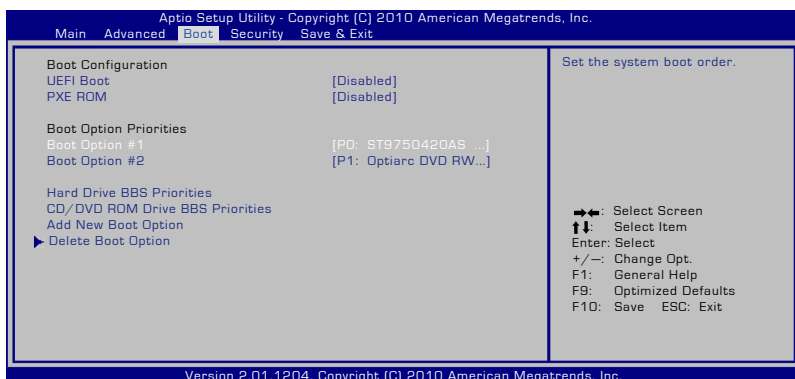 Aptio Setup Utility - Copyright (C) 2010 American Megatrends, Inc.
Main Advanced Boot Security Save & Exit
Boot Configuration
UEFI Boot [Disabled]
PXE ROM [Disabled]
Boot Option Priorities
Boot Option #1 [P0: ST9750420AS ...]
Boot Option #2 [P1: Optiarc DVD RW...]
Hard Drive BBS Priorities
CD/DVD ROM Drive BBS Priorities
Add New Boot Option
Delete Boot Option
Set the system boot order.
→←: Select Screen
↑↓: Select Item
Enter: Select
+/—: Change Opt.
F1: General Help
F9: Optimized Defaults
F10: Save ESC: Exit
Version 2.01.1204. Copyright (C) 2010 American Megatrends, Inc.